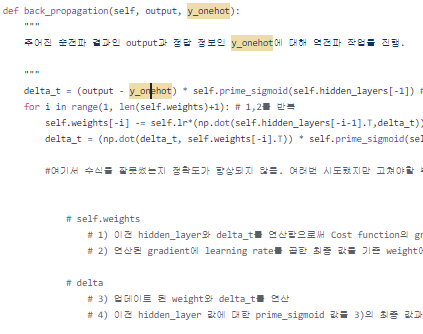 def back_propagation(self, output, y_onehot):
"""
주어진 순전파 결과인 output과 정답 정보인 y_onehot에 대해 역전파 작업을 진행.
"""
delta_t = (output - y_onehot) * self.prime_sigmoid(self.hidden_layers[-1]) #
for i in range(1, len(self.weights)+1): # 1,2를 반복
self.weights[-i] -= self.lr*(np.dot(self.hidden_layers[-i-1].T,delta_t))
delta_t = (np.dot(delta_t, self.weights[-i].T)) * self.prime_sigmoid(sel
#여기서 수식을 잘못썼는지 정확도가 향상되지 않음. 여러번 시도했지만 고쳐야할
# self.weights
# 1) 이전 hidden_layer와 delta_t를 연산함으로써 Cost function의 gr
# 2) 연산된 gradient에 learning rate를 곱한 최종 값을 기존 weight에
# delta
# 3) 업데이트 된 weight와 delta_t를 연산
# 4) 이전 hidden_layer 값에 대한 prime_sigmoid 값을 3)의 최종 값과